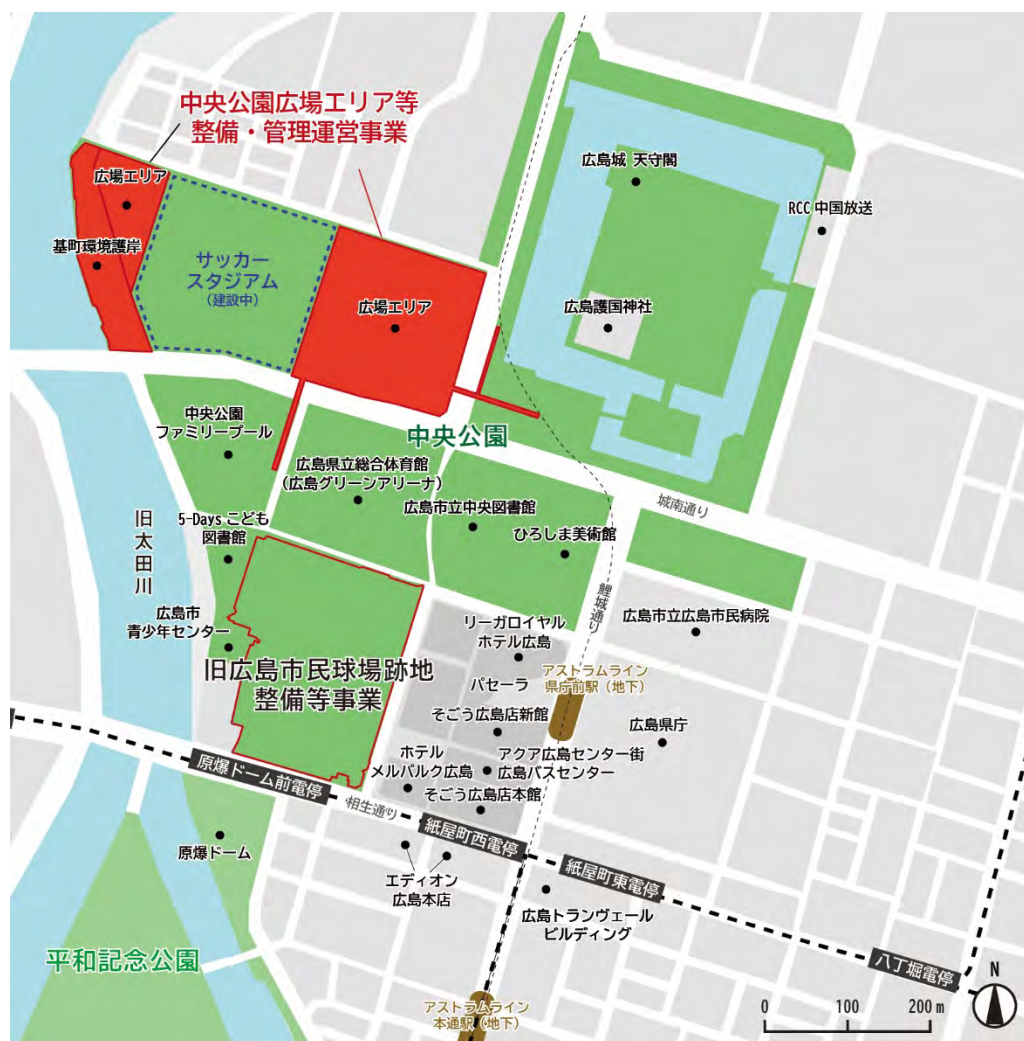 中央公園広場エリア等
整備・管理運営事業
広場エリア
基町環境護岸
サッカー
スタジアム
(建設中)
広場エリア
広島城 天守閣
RCC 中国放送
広島護国神社
中央公園
ファミリープール
中央公園
広島県立総合体育館
(広島グリーンアリーナ)
広島市立中央図書館
ひろしま美術館
城南通り
旧太田川
5-Days こども
図書館
広島市
青少年センター
旧広島市民球場跡地
整備等事業
鯉城通り
リーガロイヤル
ホテル広島
パセーラ
そごう広島店新館
アストラムライン
県庁前駅(地下)
広島市立広島市民病院
広島県庁
ホテル
メルパルク広島
アクア広島センター街
広島バスセンター
そごう広島店本館
原爆ドーム前電停
相生通り
紙屋町西電停
紙屋町東電停
八丁堀電停
原爆ドーム
エディオン
広島本店
広島トランヴェール
ビルディング
平和記念公園
アストラムライン
本通駅(地下)
N
0 100 200 m